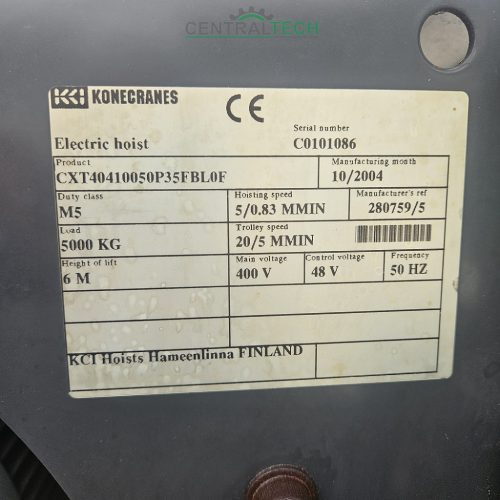 CENTRALTECH
KONECRANES
CE
Electric hoist
Serial number
C0101086
Product
CXT40410050P35FBL0F
Manufacturing month
10/2004
Duty class
M5
Hoisting speed
5/0.83 MMIN
Manufacturer's ref
280759/5
Load
5000 KG
Trolley speed
20/5 MMIN
Height of lift
6 M
Main voltage
400 V
Control voltage
48 V
Frequency
50 HZ
KCI Hoists Hameenlinna FINLAND